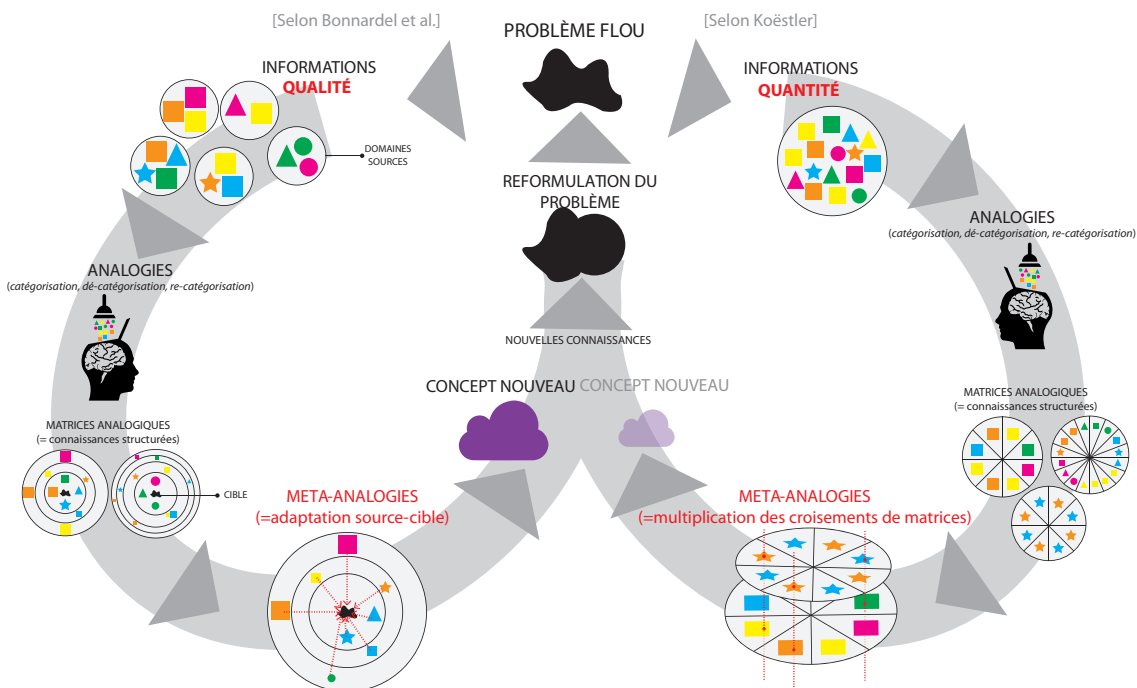 [Selon Bonnardel et al.]
PROBLÈME FLOU
[Selon Koëstler]
INFORMATIONS
QUALITÉ
INFORMATIONS
QUANTITÉ
DOMAINES
SOURCES
REFORMULATION DU
PROBLÈME
ANALOGIES
(catégorisation, dé-catégorisation, re-catégorisation)
ANALOGIES
(catégorisation, dé-catégorisation, re-catégorisation)
NOUVELLES CONNAISSANCES
CONCEPT NOUVEAU
CONCEPT NOUVEAU
MATRICES ANALOGIQUES
(= connaissances structurées)
MATRICES ANALOGIQUES
(= connaissances structurées)
CIBLE
META-ANALOGIES
(=adaptation source-cible)
META-ANALOGIES
(=multiplication des croisements de matrices)